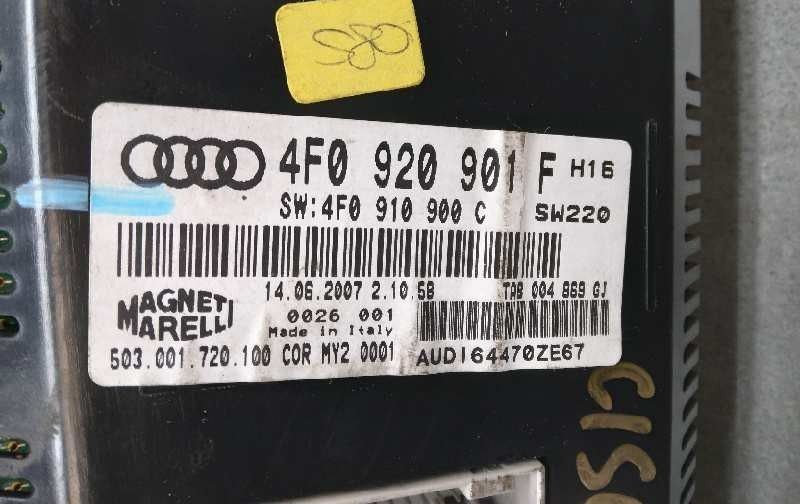 4F0 920 901 F H16
SW:4F0 910 900 C SW220
14.06.2007 2.10.58 TAB 004 869 GJ
MAGNETI
MARELLI
0026 001
Made in Italy
503.001.720.100 COR MY2 0001
AUDI64470ZE67